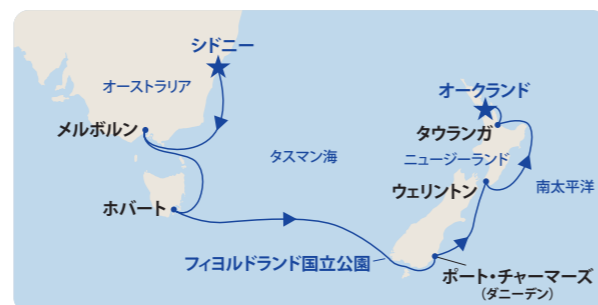 シドニー
オーストラリア
メルボルン
ホバート
タスマン海
オークランド
タウランガ
ニュージーランド
ウェリントン
南太平洋
フィヨルドランド国立公園
ポート・チャーマーズ
(ダニーデン)